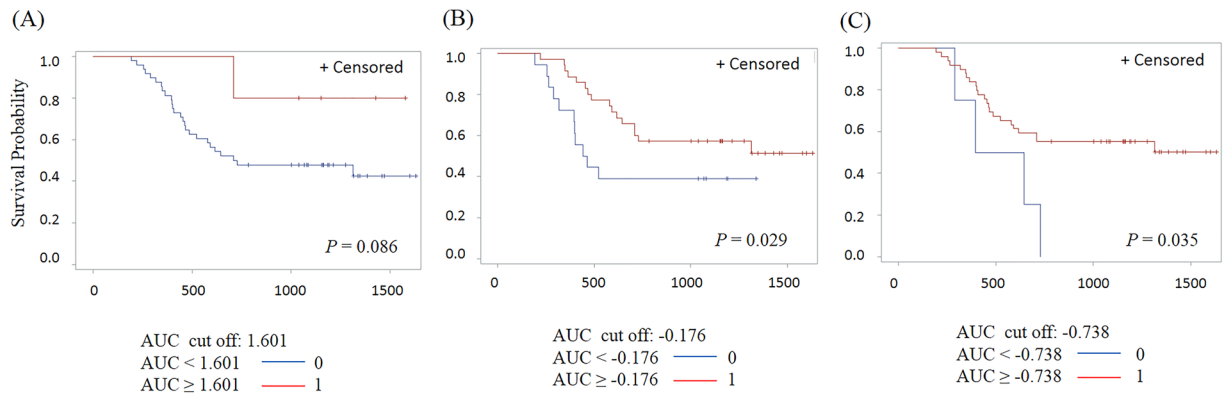 (A)
Survival Probability
1.0
0.8
0.6
0.4
0.2
0.0
+ Censored
P = 0.086
0 500 1000 1500
AUC cut off: 1.601
AUC < 1.601 0
AUC ≥ 1.601 1
(B)
1.0
0.8
0.6
0.4
0.2
0.0
+ Censored
P = 0.029
0 500 1000 1500
AUC cut off: -0.176
AUC < -0.176 0
AUC ≥ -0.176 1
(C)
1.0
0.8
0.6
0.4
0.2
0.0
+ Censored
P = 0.035
0 500 1000 1500
AUC cut off: -0.738
AUC < -0.738 0
AUC ≥ -0.738 1